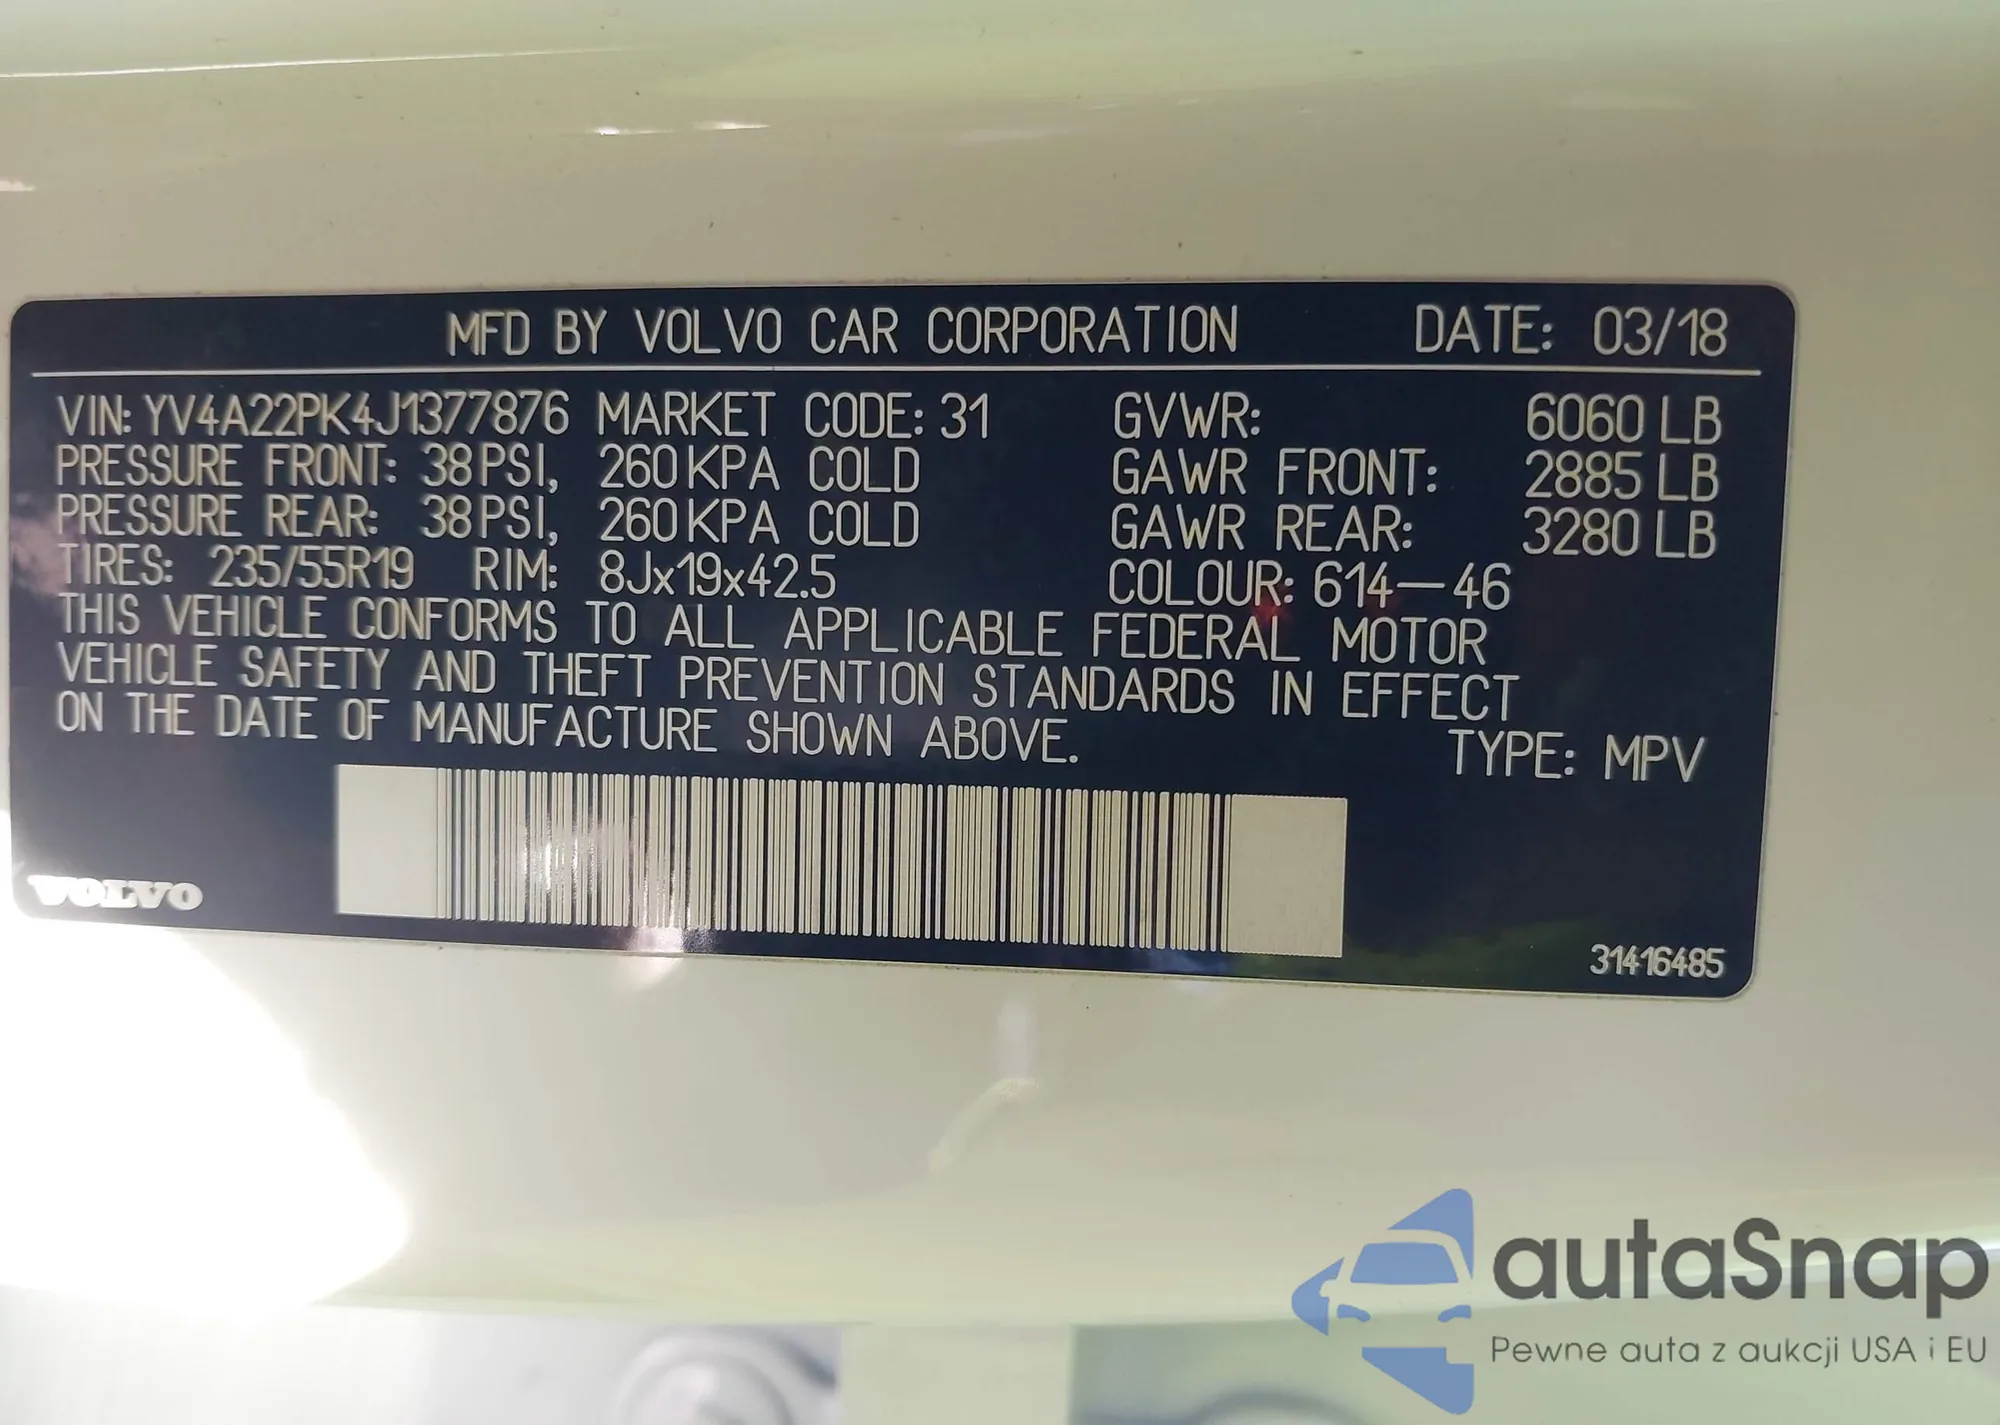 MFD BY VOLVO CAR CORPORATION DATE: 03/18
VIN: YV4A22PK4J1377876 MARKET CODE: 31 GVWR: 6060 LB
PRESSURE FRONT: 38 PSI, 260 KPA COLD GAWR FRONT: 2885 LB
PRESSURE REAR: 38 PSI, 260 KPA COLD GAWR REAR: 3280 LB
TIRES: 235/55R19 RIM: 8Jx19x42.5 COLOUR: 614-46
THIS VEHICLE CONFORMS TO ALL APPLICABLE FEDERAL MOTOR
VEHICLE SAFETY AND THEFT PREVENTION STANDARDS IN EFFECT
ON THE DATE OF MANUFACTURE SHOWN ABOVE.
TYPE: MPV
VOLVO
31416485
autaSnap
Pewne auta z aukcji USA i EU